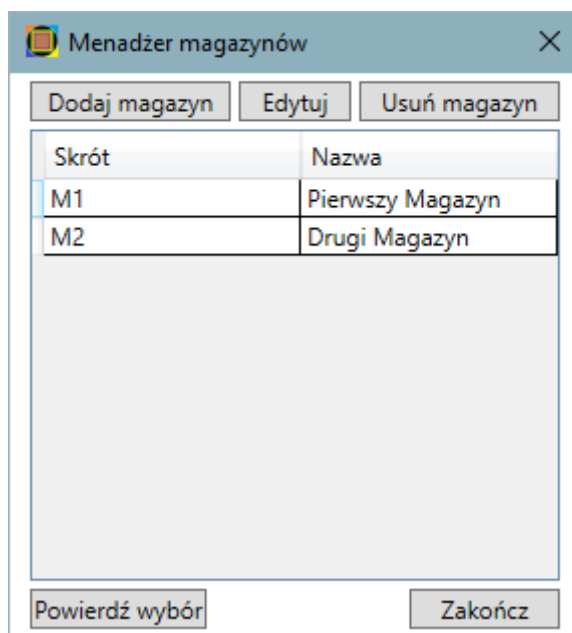 Menadżer magazynów
Dodaj magazyn Edytuj Usuń magazyn
Skrót Nazwa
M1 Pierwszy Magazyn
M2 Drugi Magazyn
Powierdź wybór Zakończ